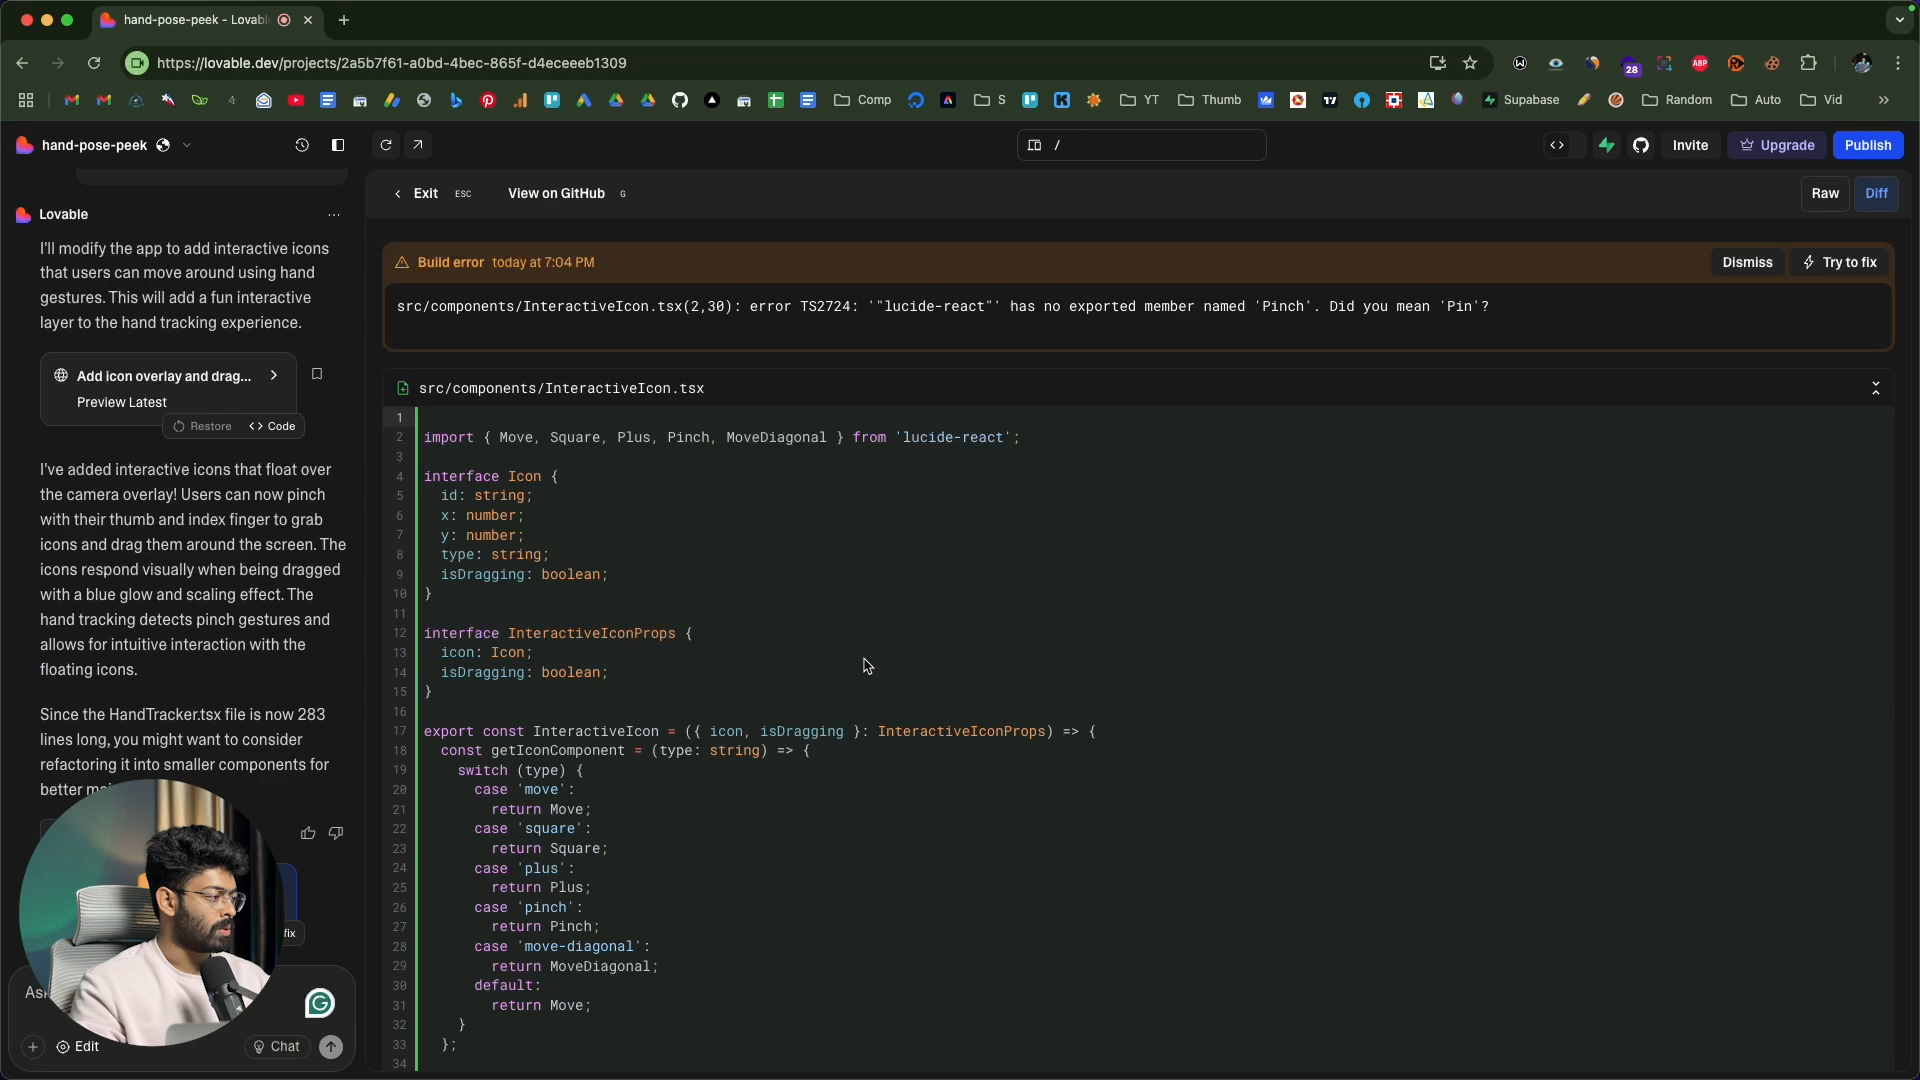 hand-pose-peek - Lovabl
https://lovable.dev/projects/2a5b7f61-a0bd-4bec-865f-d4eceeeb1309
28
ABP
Comp
S
YT
Thumb
Supabase
Random
Auto
Vid
hand-pose-peek
/
Invite
Upgrade
Publish
Exit ESC
View on GitHub G
Raw
Diff
Lovable
I'll modify the app to add interactive icons
that users can move around using hand
gestures. This will add a fun interactive
layer to the hand tracking experience.
Add icon overlay and drag...
Preview Latest
Restore
Code
I've added interactive icons that float over
the camera overlay! Users can now pinch
with their thumb and index finger to grab
icons and drag them around the screen. The
icons respond visually when being dragged
with a blue glow and scaling effect. The
hand tracking detects pinch gestures and
allows for intuitive interaction with the
floating icons.
Since the HandTracker.tsx file is now 283
lines long, you might want to consider
refactoring it into smaller components for
better
fix
Edit
Chat
Build error today at 7:04 PM
Dismiss
Try to fix
src/components/InteractiveIcon.tsx(2,30): error TS2724: '"lucide-react"' has no exported member named 'Pinch'. Did you mean 'Pin'?
src/components/InteractiveIcon.tsx
1
2 import { Move, Square, Plus, Pinch, MoveDiagonal } from 'lucide-react';
3
4 interface Icon {
5 id: string;
6 x: number;
7 y: number;
8 type: string;
9 isDragging: boolean;
10 }
11
12 interface InteractiveIconProps {
13 icon: Icon;
14 isDragging: boolean;
15 }
16
17 export const InteractiveIcon = ({ icon, isDragging }: InteractiveIconProps) => {
18 const getIconComponent = (type: string) => {
19 switch (type) {
20 case 'move':
21 return Move;
22 case 'square':
23 return Square;
24 case 'plus':
25 return Plus;
26 case 'pinch':
27 return Pinch;
28 case 'move-diagonal':
29 return MoveDiagonal;
30 default:
31 return Move;
32 }
33 };
34